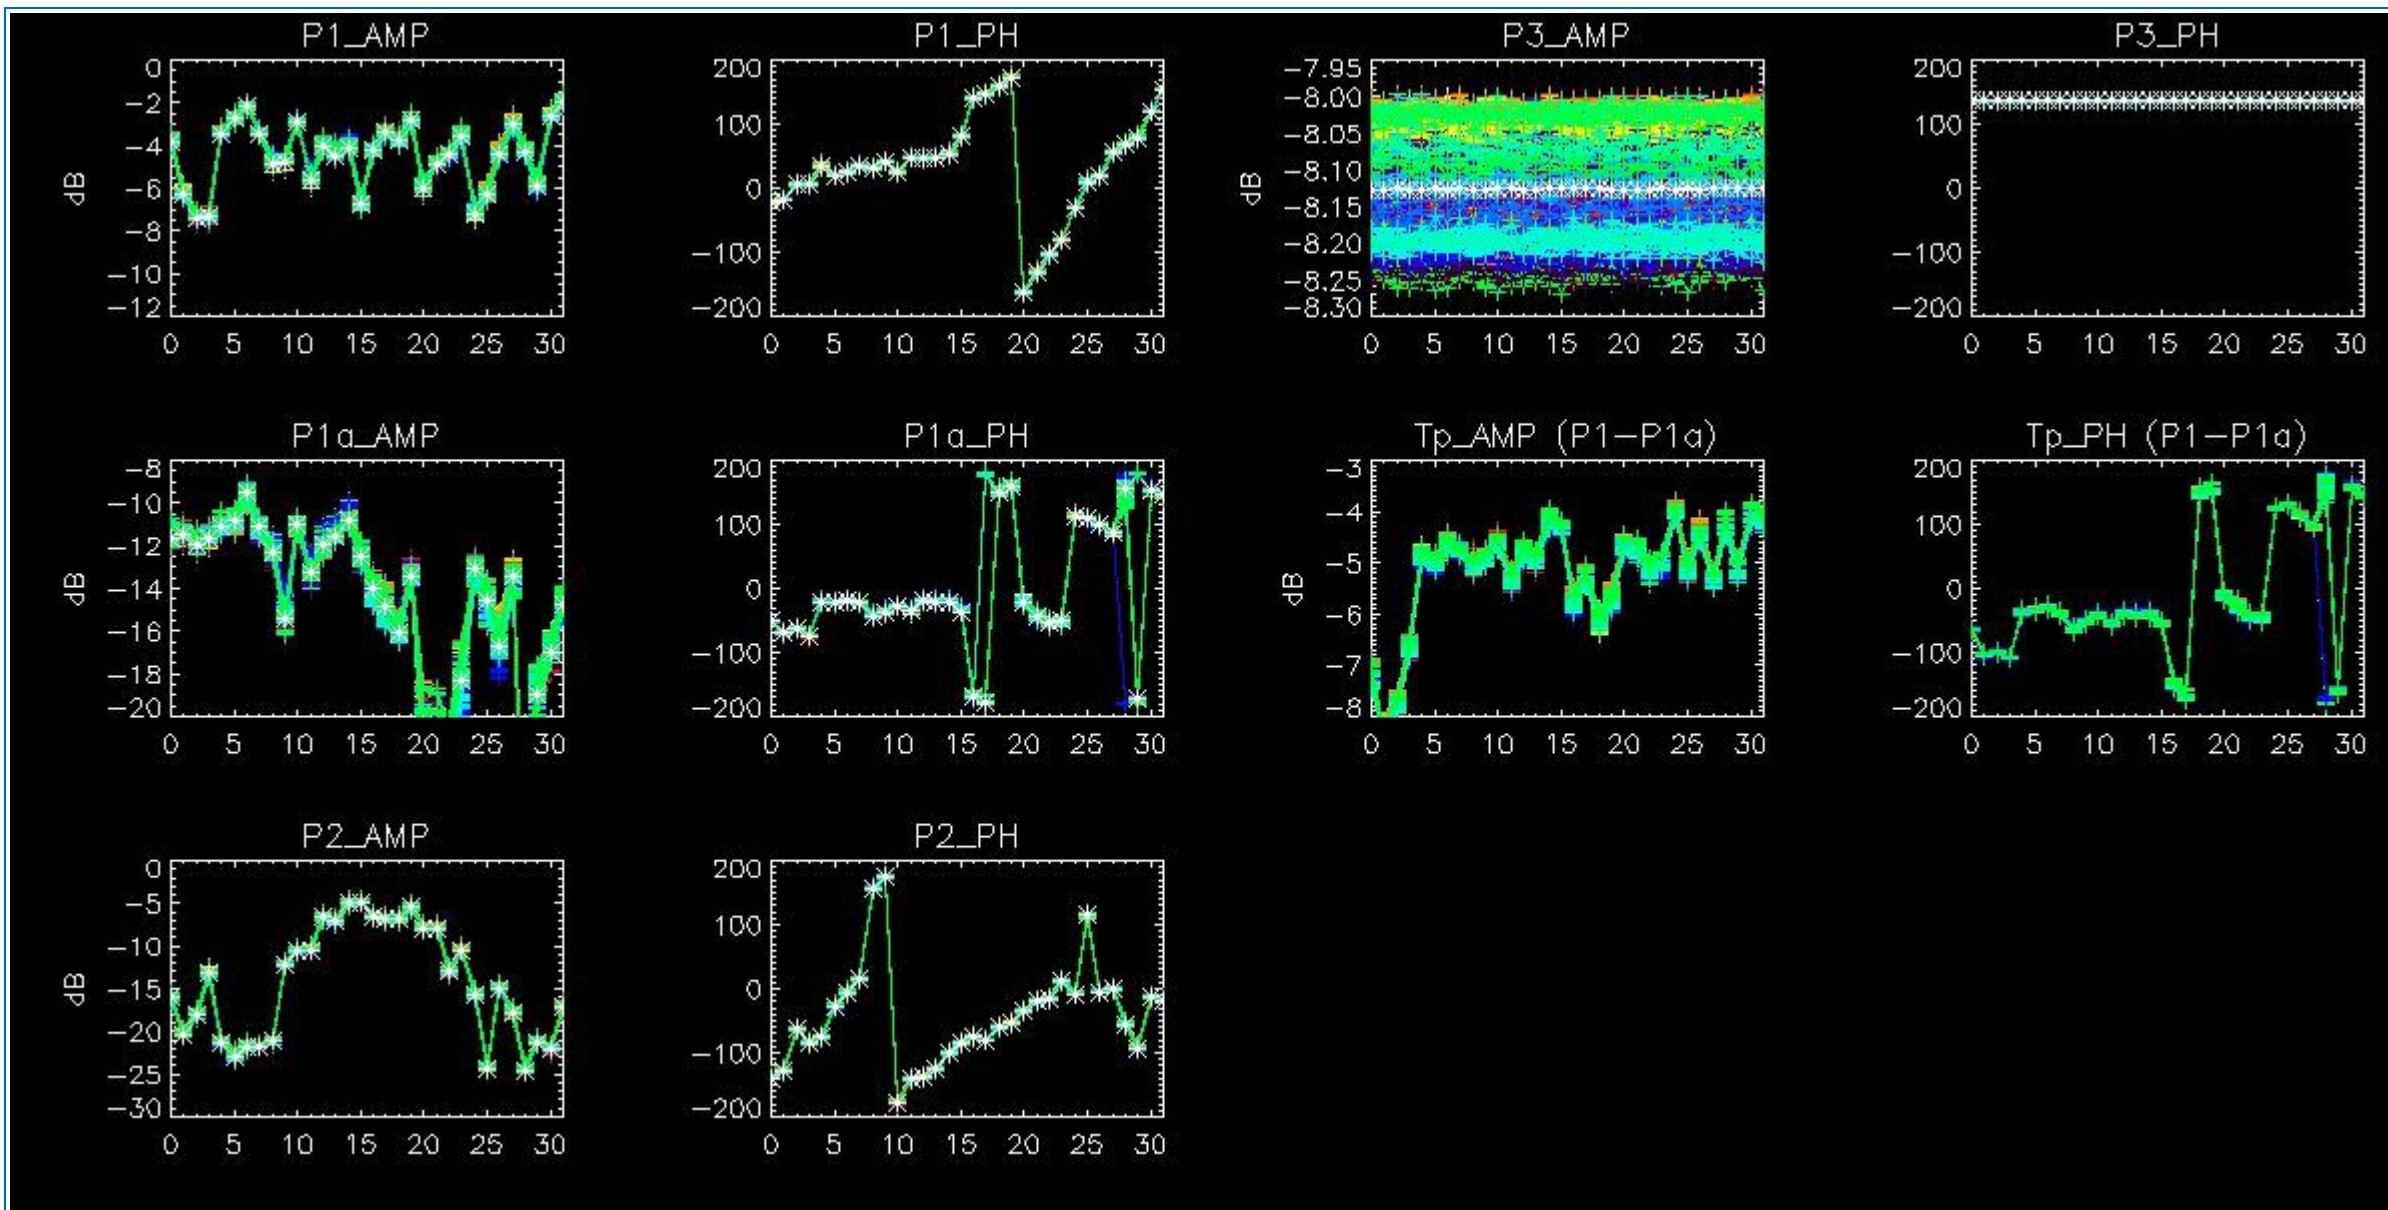 P1_AMP P1_PH P3_AMP P3_PH
0 200 -7.95 200
-2 -8.00
100 -8.05 100
-4 -8.10
dB -6 0 dB -8.15 0
-8 -8.20
-10 -100 -8.25 -100
-12 -200 -8.30 -200
0 5 10 15 20 25 30 0 5 10 15 20 25 30 0 5 10 15 20 25 30 0 5 10 15 20 25 30
P1a_AMP P1a_PH Tp_AMP (P1-P1a) Tp_PH (P1-P1a)
-8 200 -3 200
-10 100 -4 100
-12
dB -14 0 dB -5 0
-16 -6
-18 -100 -7 -100
-20 -200 -8 -200
0 5 10 15 20 25 30 0 5 10 15 20 25 30 0 5 10 15 20 25 30 0 5 10 15 20 25 30
P2_AMP P2_PH
0 200
-5 100
-10
dB -15 0
-20
-25 -100
-30 -200
0 5 10 15 20 25 30 0 5 10 15 20 25 30